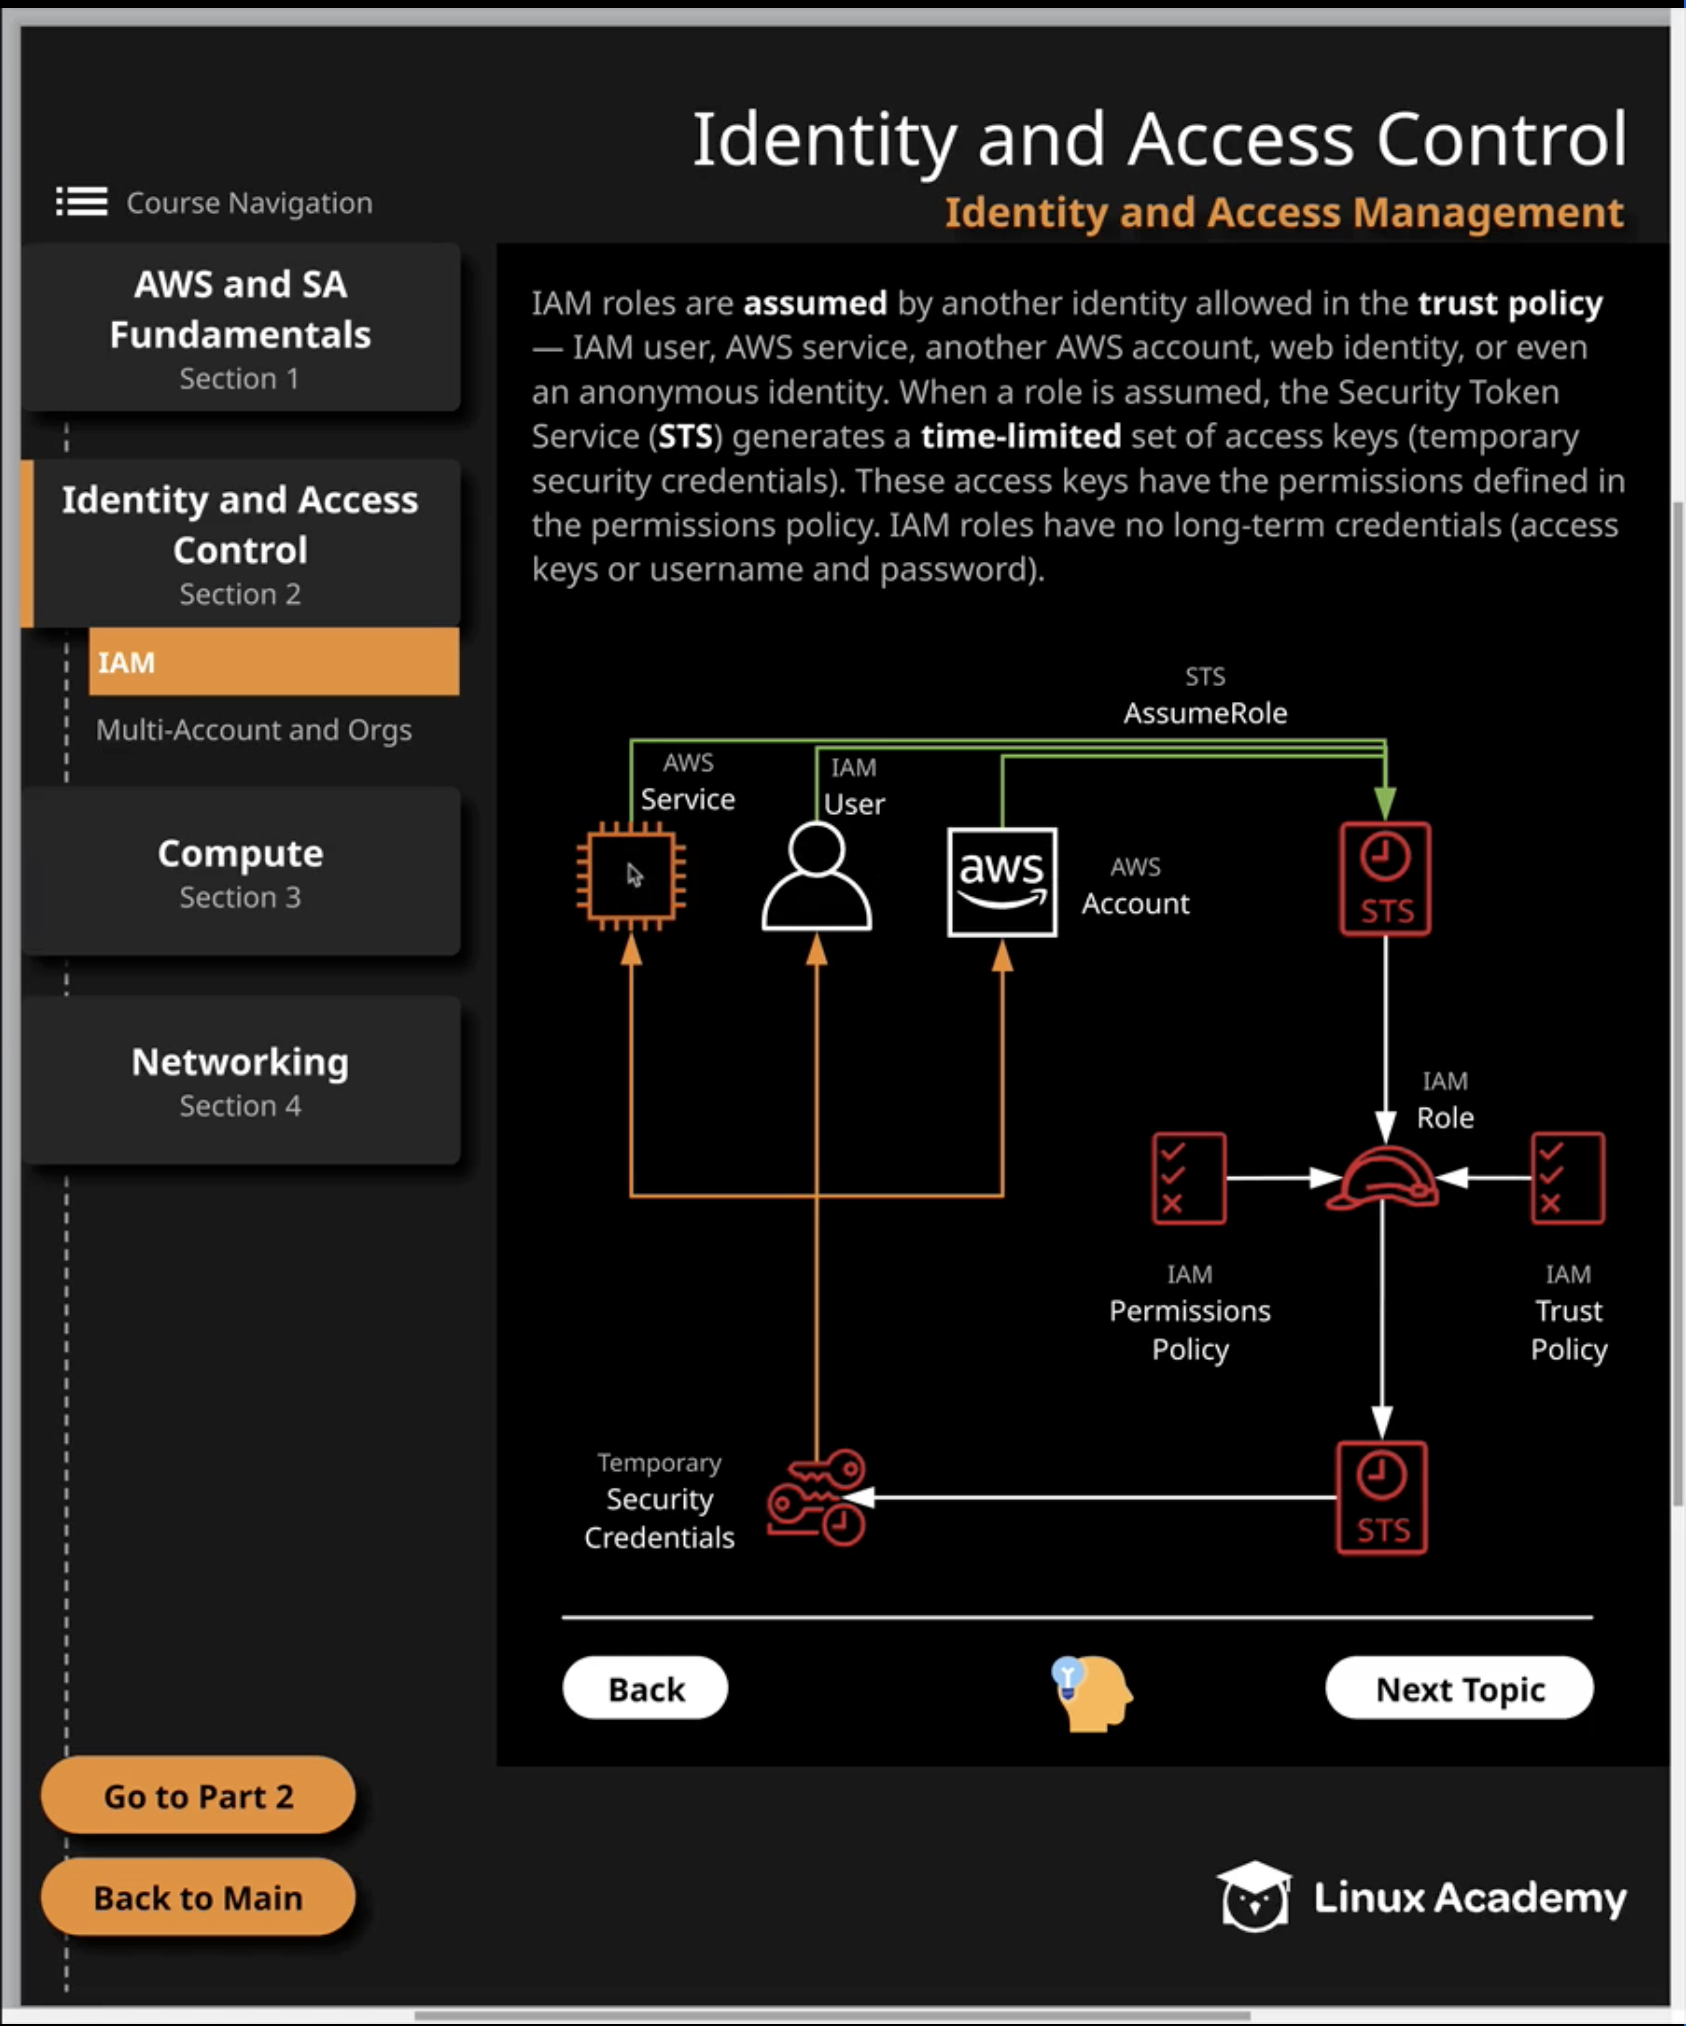 Identity and Access Control
Identity and Access Management
Course Navigation
AWS and SA
Fundamentals
Section 1
Identity and Access
Control
Section 2
IAM
Multi-Account and Orgs
Compute
Section 3
Networking
Section 4
IAM roles are assumed by another identity allowed in the trust policy
— IAM user, AWS service, another AWS account, web identity, or even
an anonymous identity. When a role is assumed, the Security Token
Service (STS) generates a time-limited set of access keys (temporary
security credentials). These access keys have the permissions defined in
the permissions policy. IAM roles have no long-term credentials (access
keys or username and password).
STS
AssumeRole
AWS
Service
IAM
User
aws
AWS
Account
STS
IAM
Role
IAM
Permissions
Policy
IAM
Trust
Policy
Temporary
Security
Credentials
STS
Back
Next Topic
Go to Part 2
Back to Main
Linux Academy